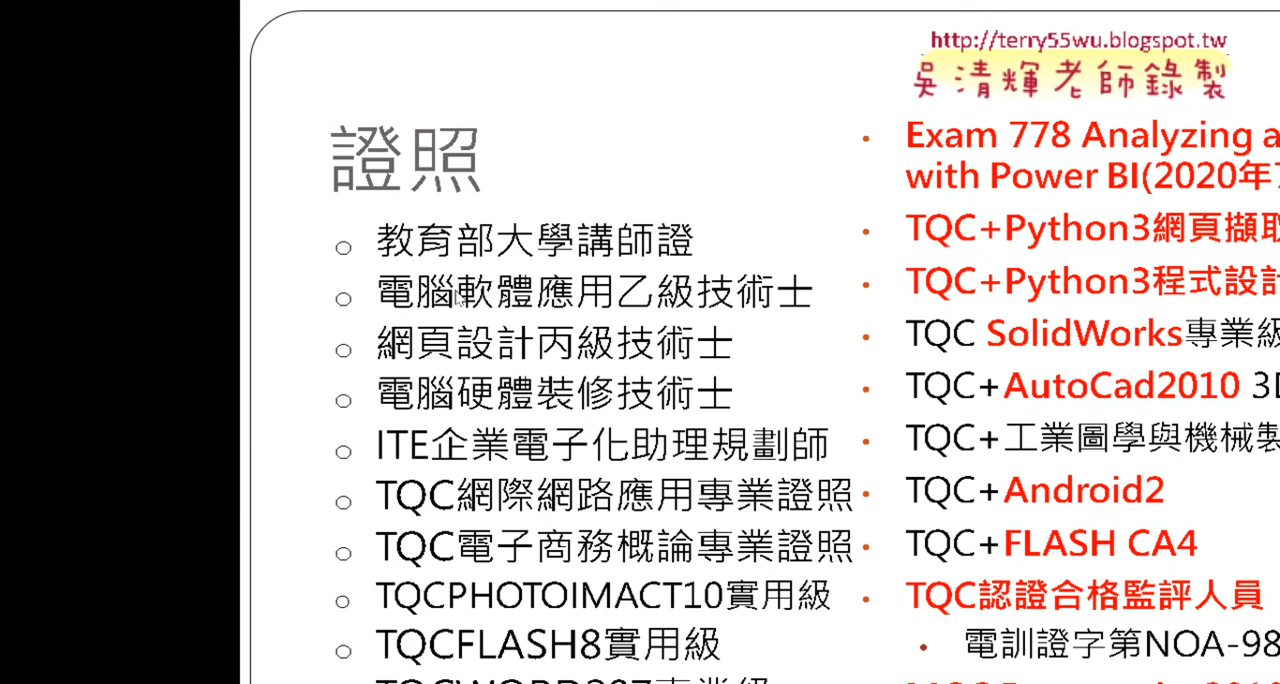 http://terry55wu.blogspot.tw
吳清輝老師錄製
證照
教育部大學講師證
電腦軟體應用乙級技術士
網頁設計丙級技術士
電腦硬體裝修技術士
ITE企業電子化助理規劃師
TQC網際網路應用專業證照
TQC電子商務概論專業證照
TQCPHOTOIMACT10實用級
TQCFLASH8實用級
Exam 778 Analyzing a
with Power BI(2020年
TQC+Python3網頁擷取
TQC+Python3程式設計
TQC SolidWorks專業級
TQC+AutoCad2010 3D
TQC+工業圖學與機械製
TQC+Android2
TQC+FLASH CA4
TQC認證合格監評人員
電訓證字第NOA-98